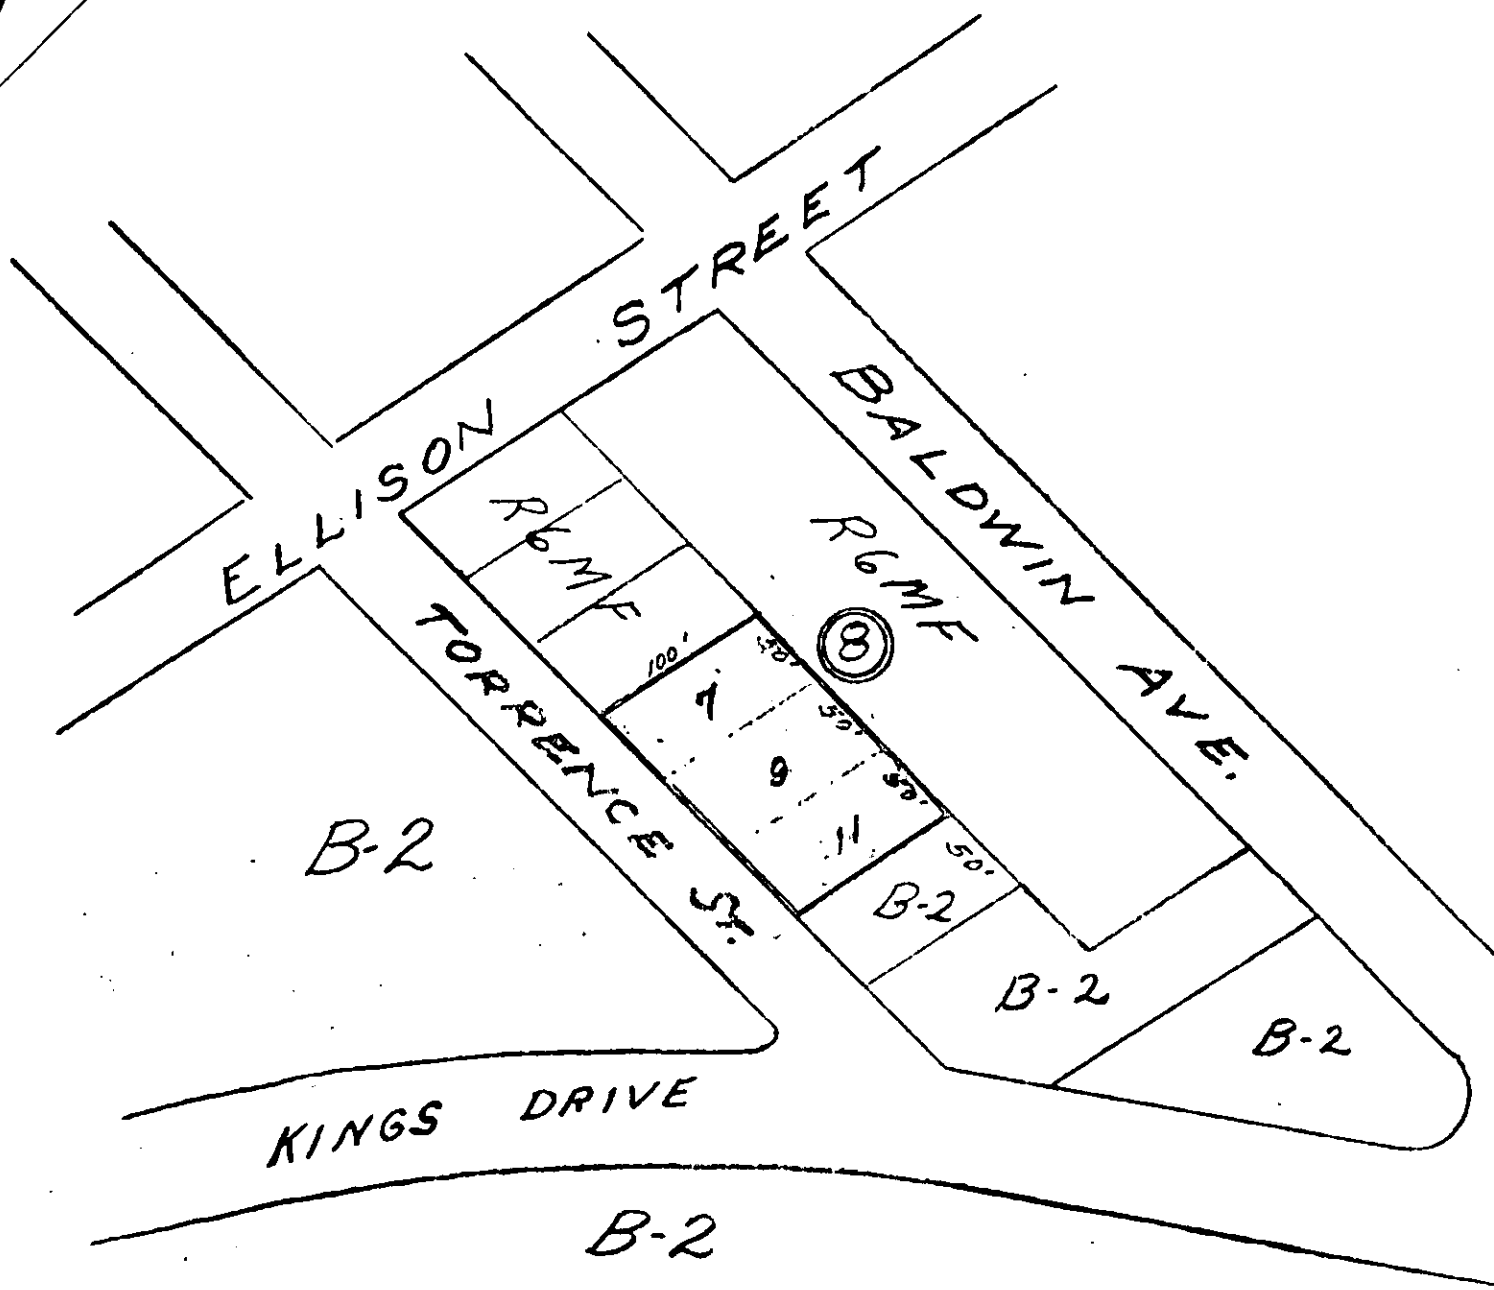 ELLISON STREET
BALDWIN AVE.
R6MF
R6MF
8
TORRENCE ST.
100'
50'
7
50'
9
50'
11
50'
B-2
B-2
B-2
B-2
KINGS DRIVE
B-2